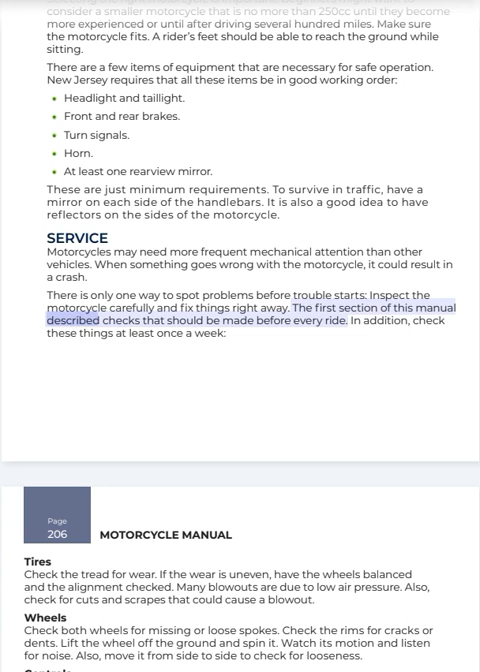 consider a smaller motorcycle that is no more than 250cc until they become
more experienced or until after driving several hundred miles. Make sure
the motorcycle fits. A rider's feet should be able to reach the ground while
sitting.
There are a few items of equipment that are necessary for safe operation.
New Jersey requires that all these items be in good working order:
• Headlight and taillight.
• Front and rear brakes.
• Turn signals.
• Horn.
• At least one rearview mirror.
These are just minimum requirements. To survive in traffic, have a
mirror on each side of the handlebars. It is also a good idea to have
reflectors on the sides of the motorcycle.
SERVICE
Motorcycles may need more frequent mechanical attention than other
vehicles. When something goes wrong with the motorcycle, it could result in
a crash.
There is only one way to spot problems before trouble starts: Inspect the
motorcycle carefully and fix things right away. The first section of this manual
described checks that should be made before every ride. In addition, check
these things at least once a week:
Page
206
MOTORCYCLE MANUAL
Tires
Check the tread for wear. If the wear is uneven, have the wheels balanced
and the alignment checked. Many blowouts are due to low air pressure. Also,
check for cuts and scrapes that could cause a blowout.
Wheels
Check both wheels for missing or loose spokes. Check the rims for cracks or
dents. Lift the wheel off the ground and spin it. Watch its motion and listen
for noise. Also, move it from side to side to check for looseness.